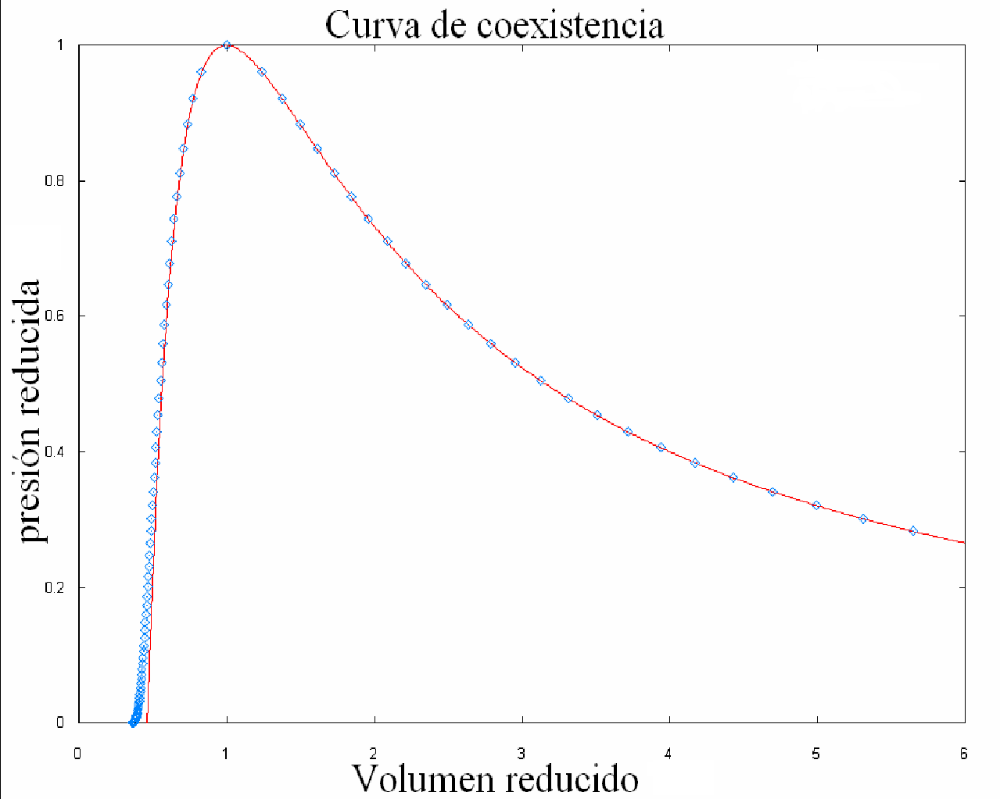 Curva de coexistencia
1
0.8
0.6
0.4
0.2
0
presión reducida
0 1 2 3 4 5 6
Volumen reducido